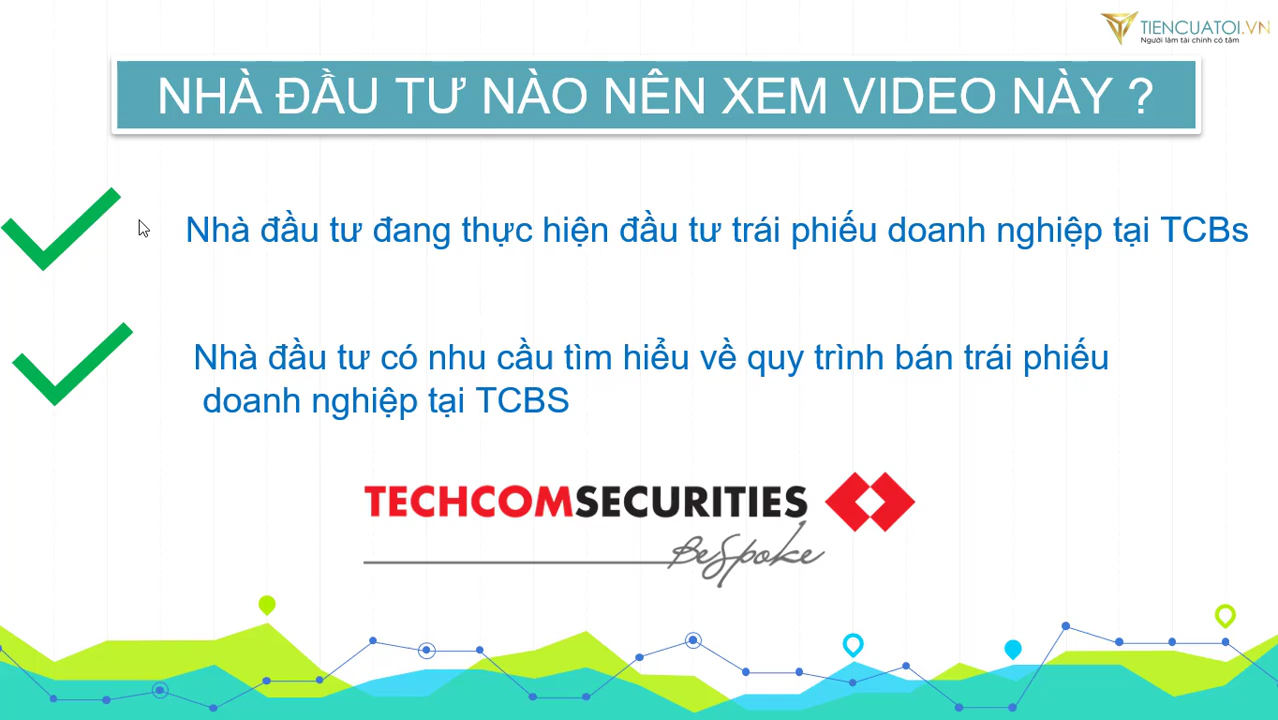 TIENCUATOI.VN
Người làm tài chính có tâm
NHÀ ĐẦU TƯ NÀO NÊN XEM VIDEO NÀY ?
Nhà đầu tư đang thực hiện đầu tư trái phiếu doanh nghiệp tại TCBs
Nhà đầu tư có nhu cầu tìm hiểu về quy trình bán trái phiếu
doanh nghiệp tại TCBS
TECHCOMSECURITIES
BeSpoke